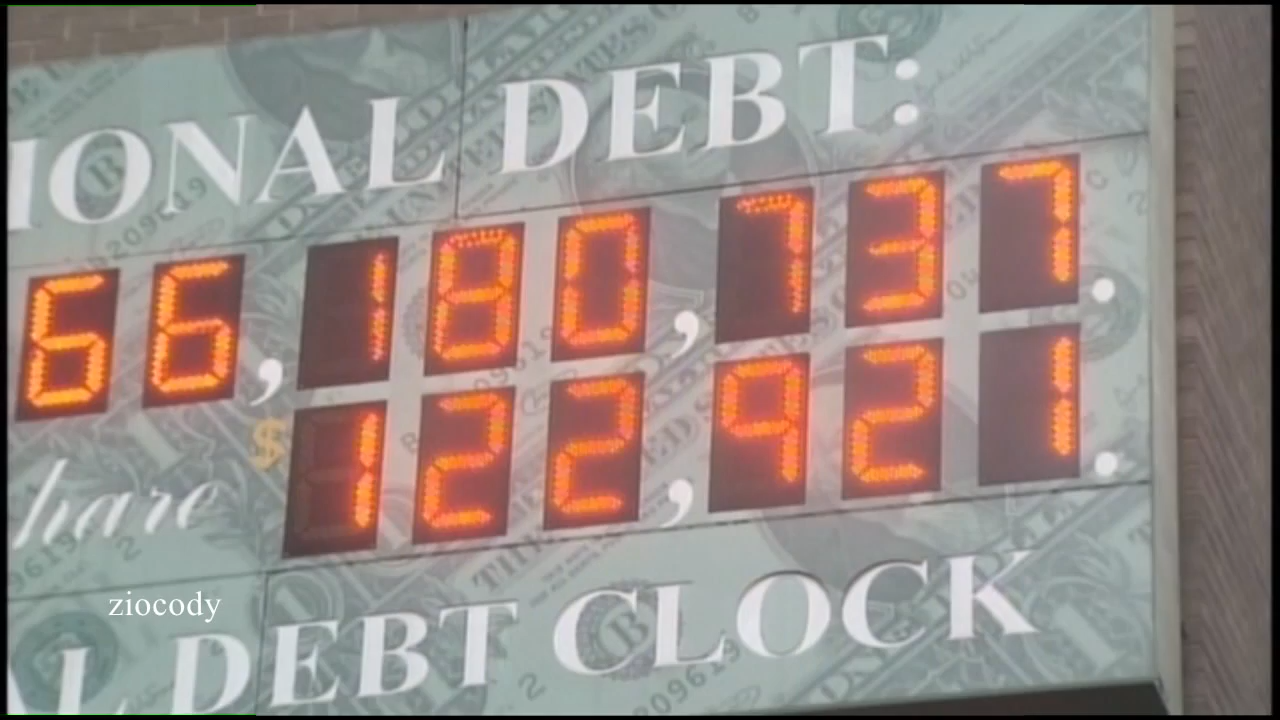 IONAL DEBT:
66,180,737.
hare $122,921.
ziocody
L DEBT CLOCK